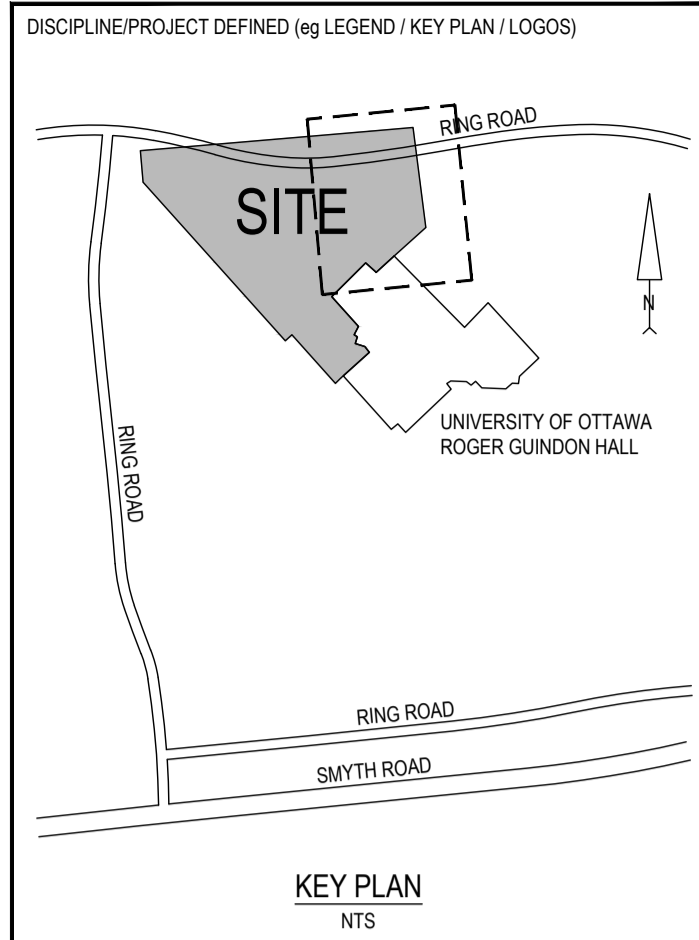 DISCIPLINE/PROJECT DEFINED (eg LEGEND / KEY PLAN / LOGOS)
RING ROAD
SITE
N
UNIVERSITY OF OTTAWA
ROGER GUINDON HALL
RING ROAD
RING ROAD
SMYTH ROAD
KEY PLAN
NTS